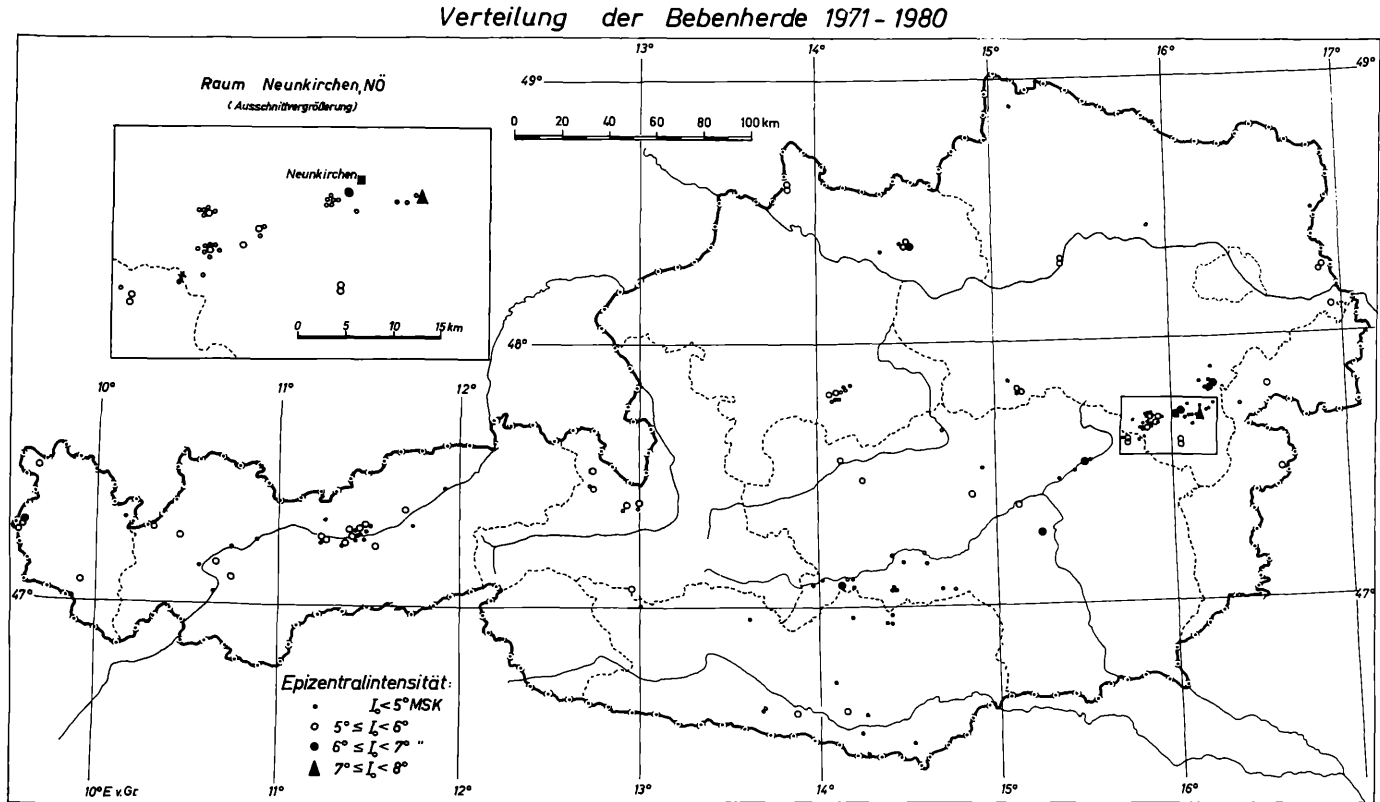 Verteilung der Bebenherde 1971-1980
13° 14° 15° 16° 17°
49° 49°
Raum Neunkirchen, NÖ
(Ausschnittvergrößerung)
0 20 40 60 80 100 km
Neunkirchen
0 5 10 15 km
48°
10° 11° 12°
47° 47°
Epizentralintensität:
I₀ < 5° MSK
5° ≤ I₀ < 6°
6° ≤ I₀ < 7° "
7° ≤ I₀ < 8°
10° E v. Gr. 11° 12° 13° 14° 15° 16°